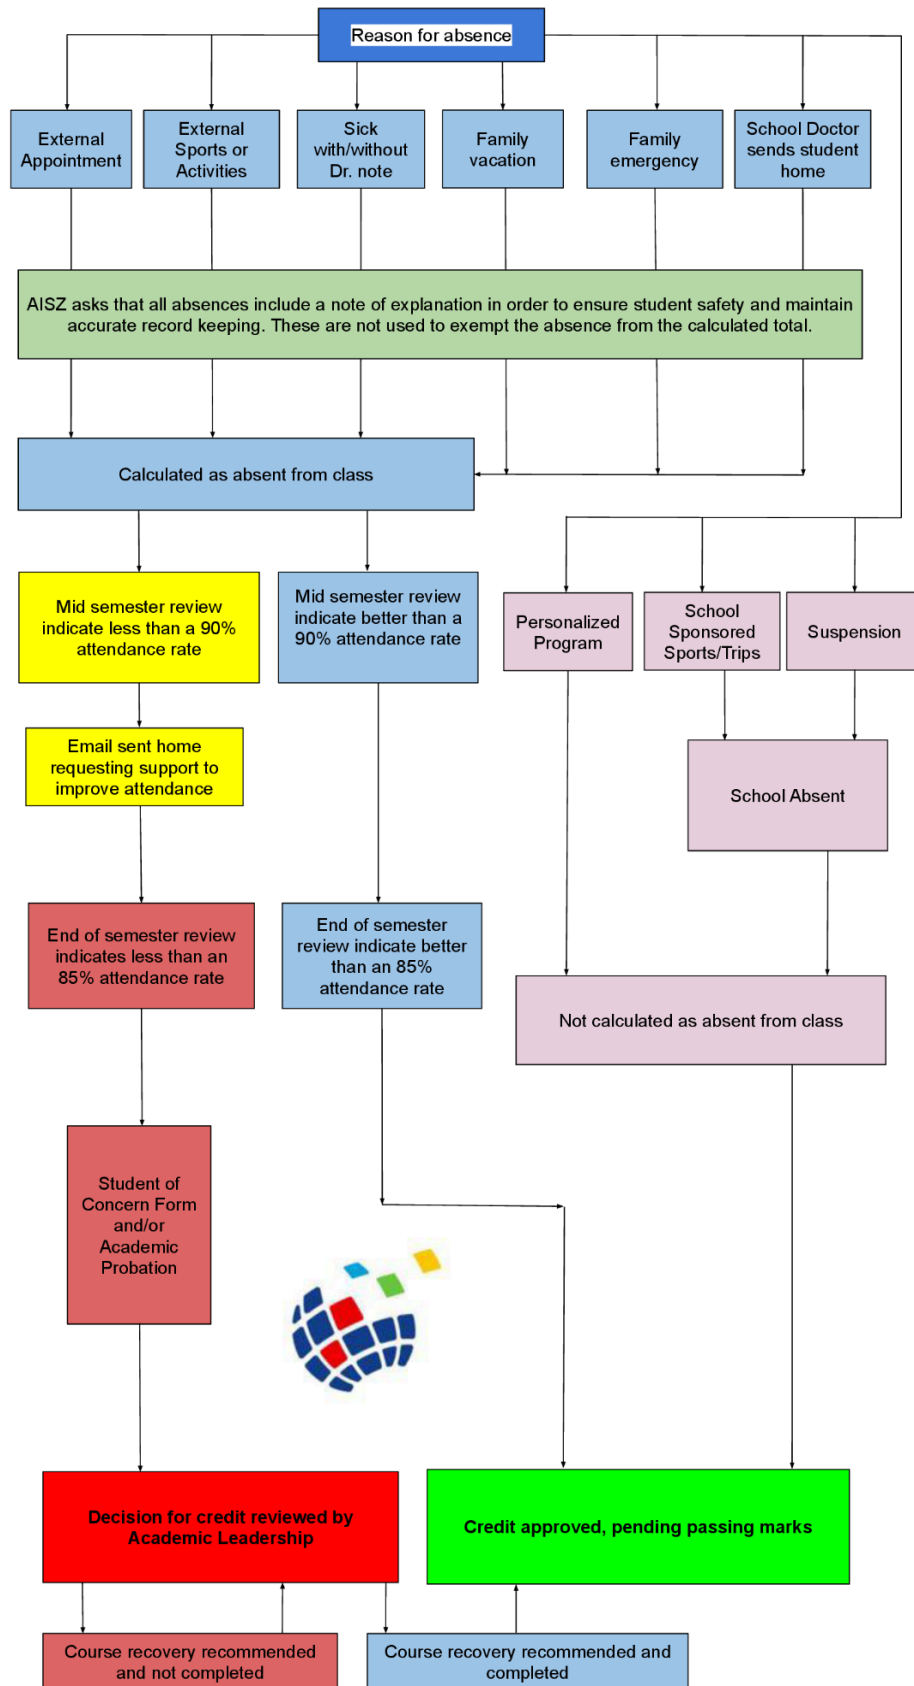 Reason for absence
External
Appointment
External
Sports or
Activities
Sick
with/without
Dr. note
Family
vacation
Family
emergency
School Doctor
sends student
home
AISZ asks that all absences include a note of explanation in order to ensure student safety and maintain
accurate record keeping. These are not used to exempt the absence from the calculated total.
Calculated as absent from class
Mid semester review
indicate less than a 90%
attendance rate
Mid semester review
indicate better than a
90% attendance rate
Personalized
Program
School
Sponsored
Sports/Trips
Suspension
Email sent home
requesting support to
improve attendance
School Absent
End of semester review
indicates less than an
85% attendance rate
End of semester
review indicate better
than an 85%
attendance rate
Not calculated as absent from class
Student of
Concern Form
and/or
Academic
Probation
Decision for credit reviewed by
Academic Leadership
Credit approved, pending passing marks
Course recovery recommended
and not completed
Course recovery recommended and
completed